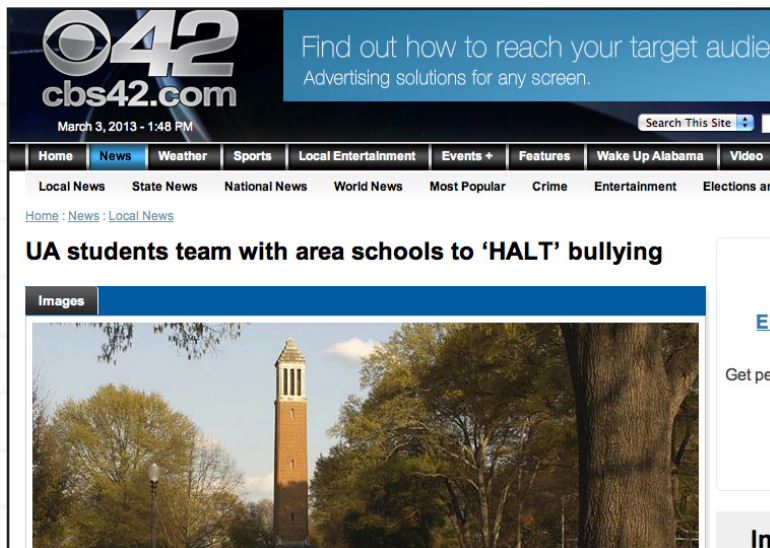 42
cbs42.com
Find out how to reach your target audie
Advertising solutions for any screen.
March 3, 2013 - 1:48 PM
Search This Site
Home News Weather Sports Local Entertainment Events + Features Wake Up Alabama Video
Local News State News National News World News Most Popular Crime Entertainment Elections a
Home : News : Local News
UA students team with area schools to ‘HALT’ bullying
Images
E
Get pe
In